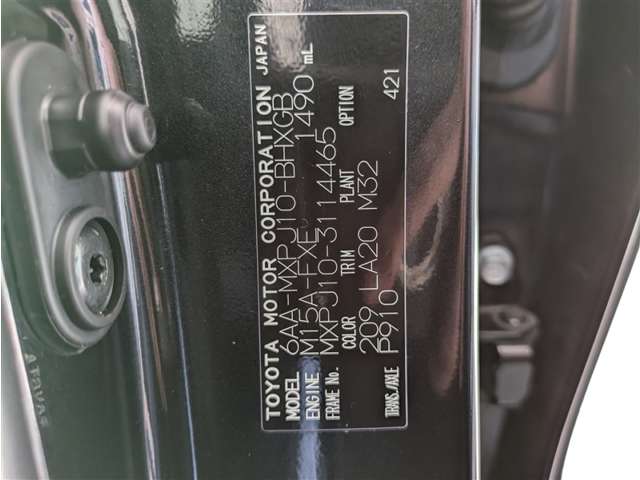 TOYOTA MOTOR CORPORATION JAPAN
MODEL 6AA-MXPJ10-BHXGB
ENGINE M15A-FXE 1490 mL
FRAME No. MXPJ10-3114465
COLOR TRIM PLANT OPTION
209 LA20 M32 421
TRANS./AXLE P910